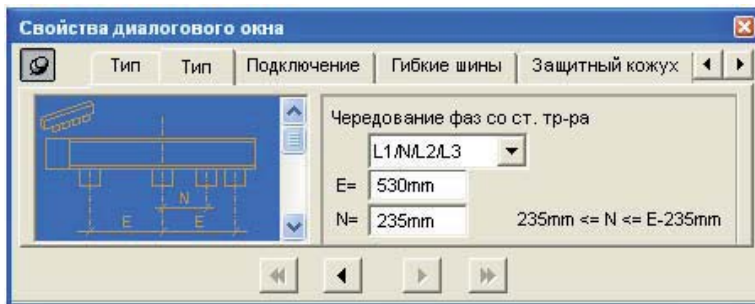 Свойства диалогового окна
Тип Тип Подключение Гибкие шины Защитный кожух
Чередование фаз со ст. тр-ра
L1/N/L2/L3
E= 530mm
N= 235mm 235mm <= N <= E-235mm
N
E E